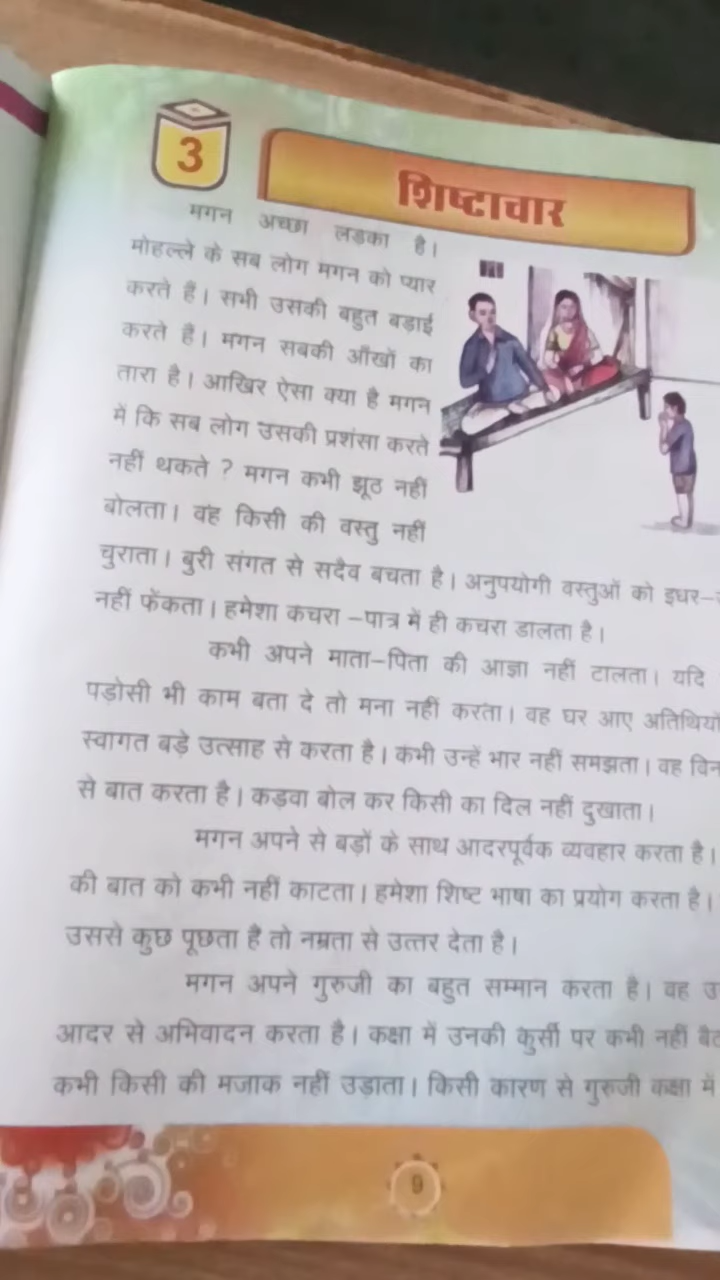 3
शिष्टाचार
मगन अच्छा लडका है।
मोहल्ले के सब लोग मगन को प्यार
करते हैं। सभी उसकी बहुत बड़ाई
करते हैं। मगन सबकी आँखों का
तारा है। आखिर ऐसा क्या है मगन
में कि सब लोग उसकी प्रशंसा करते
नहीं थकते ? मगन कभी झूठ नहीं
बोलता। वह किसी की वस्तु नहीं
चुराता। बुरी संगत से सदैव बचता है। अनुपयोगी वस्तुओं को इधर–
नहीं फेंकता। हमेशा कचरा –पात्र में ही कचरा डालता है।
कभी अपने माता–पिता की आज्ञा नहीं टालता। यदि
पड़ोसी भी काम बता दे तो मना नहीं करता। वह घर आए अतिथियों
स्वागत बड़े उत्साह से करता है। कभी उन्हें भार नहीं समझता। वह
से बात करता है। कड़वा बोल कर किसी का दिल नहीं दुखाता।
मगन अपने से बड़ों के साथ आदरपूर्वक व्यवहार करता है।
की बात को कभी नहीं काटता। हमेशा शिष्ट भाषा का प्रयोग करता है।
उससे कुछ पूछता है तो नम्रता से उत्तर देता है।
मगन अपने गुरुजी का बहुत सम्मान करता है। वह
आदर से अभिवादन करता है। कक्षा में उनकी कुर्सी पर कभी नहीं
कभी किसी की मजाक नहीं उड़ाता। किसी कारण से गुरुजी कक्षा में
9